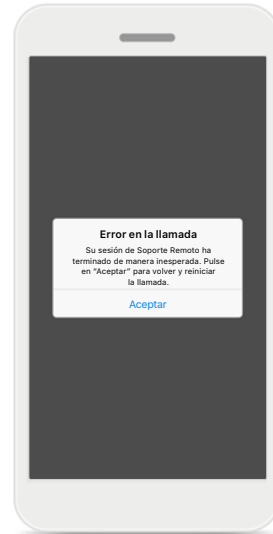 Error en la llamada
Su sesión de Soporte Remoto ha
terminado de manera inesperada. Pulse
en “Aceptar” para volver y reiniciar
la llamada.
Aceptar